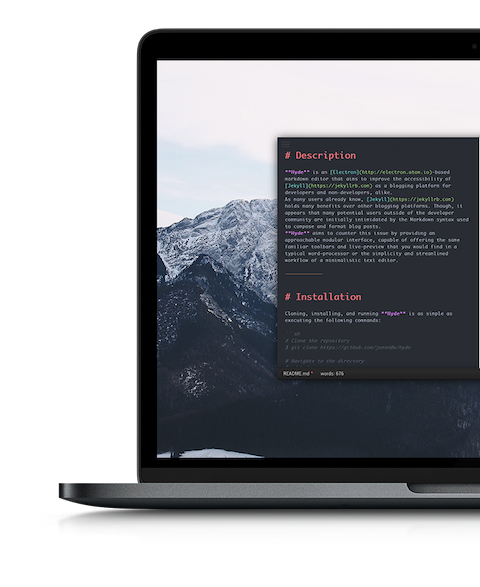 # Description
**Hyde** is an [Electron](http://electron.atom.io)-based
markdown editor that aims to improve the accessibility of
[Jekyll](https://jekyllrb.com) as a blogging platform for
developers and non-developers, alike.
As many users already know, [Jekyll](https://jekyllrb.com)
holds many benefits over other blogging platforms. Though, it
appears that many potential users outside of the developer
community are initially intimidated by the Markdown syntax used
to compose and format blog posts.
**Hyde** aims to counter this issue by providing an
approachable modular interface, capable of offering the same
familiar toolbars and live-preview that you would find in a
typical word-processor or the simplicity and streamlined
workflow of a minimalistic text editor.
# Installation
Cloning, installing, and running **Hyde** is as simple as
executing the following commands:
# Clone the repository
$ git clone https://github.com/
# Navigate to the directory
README.md * words: 676